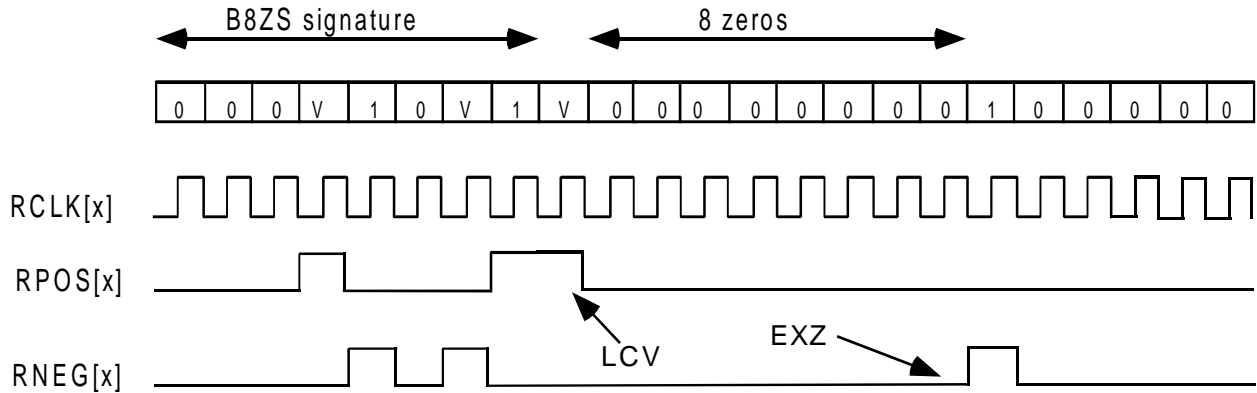 B8ZS signature 8 zeros
0 0 0 V 1 0 V 1 V 0 0 0 0 0 0 0 0 1 0 0 0 0 0
RCLK[x]
RPOS[x]
LCV
EXZ
RNEG[x]